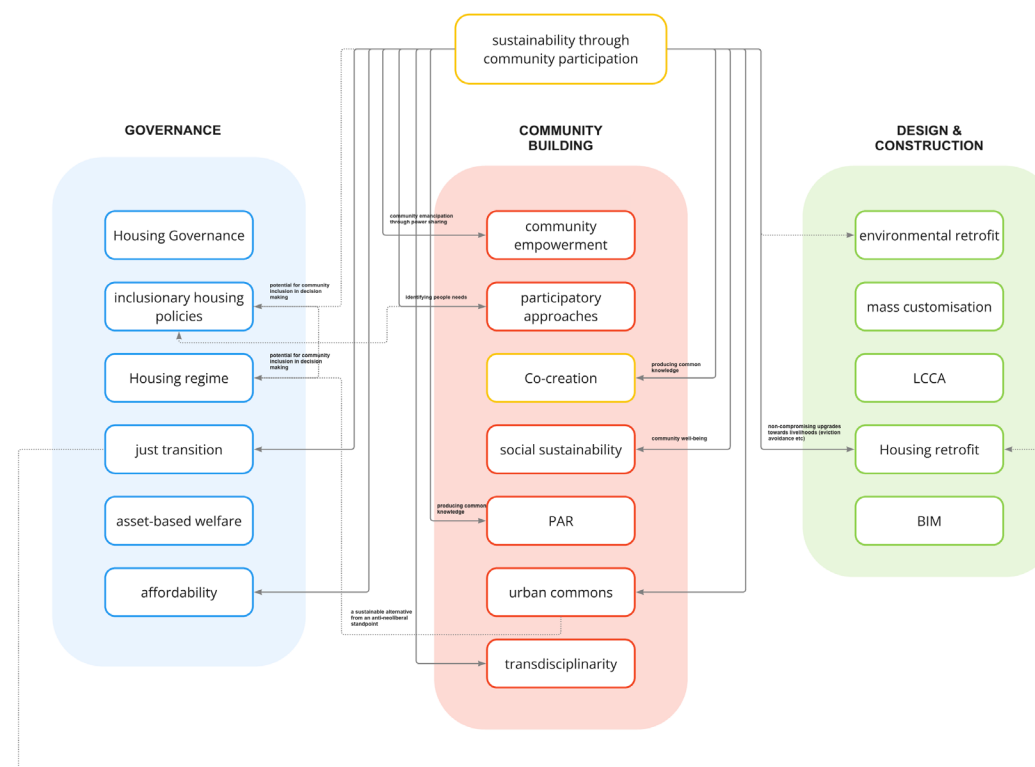 sustainability through
community participation
GOVERNANCE
COMMUNITY
BUILDING
DESIGN &
CONSTRUCTION
Housing Governance
community emancipation
through power sharing
community
empowerment
environmental retrofit
potential for community
inclusion in decision
making
inclusionary housing
policies
identifying people needs
participatory
approaches
mass customisation
potential for community
inclusion in decision
making
Housing regime
Co-creation
producing common
knowledge
LCCA
just transition
social sustainability
community well-being
non-compromising upgrades
towards livelihoods (eviction
avoidance etc)
Housing retrofit
asset-based welfare
producing common
knowledge
PAR
BIM
affordability
urban commons
a sustainable alternative
from an anti-neoliberal
standpoint
transdisciplinarity